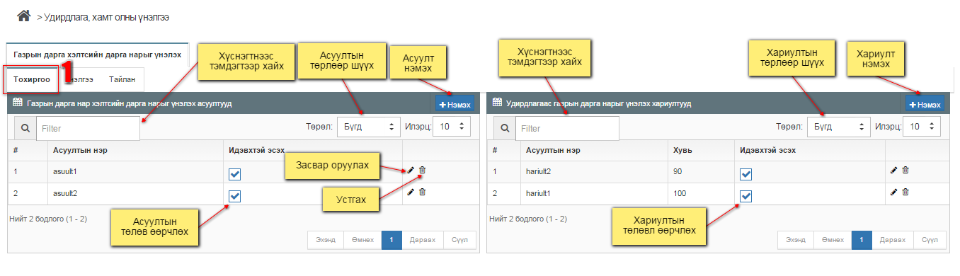 > Удирдлага, хамт олны үнэлгээ
Газрын дарга хэлтсийн дарга нарыг үнэлэх
Тохиргоо
1
Үнэлгээ
Тайлан
Хүснэгтнээс
тэмдэгтээр хайх
Асуултын
төрлөөр шүүх
Асуулт
нэмэх
Хүснэгтнээс
тэмдэгтээр хайх
Хариултын
төрлөөр шүүх
Хариулт
нэмэх
Газрын дарга нар хэлтсийн дарга нарыг үнэлэх асуултууд
+ Нэмэх
Filter
Төрөл:
Бүгд
Илэрц:
10
# Асуултын нэр Идэвхтэй эсэх
1 asuult1
2 asuult2
Засвар оруулах
Устгах
Асуултын
төлөв өөрчлөх
Нийт 2 бодлого (1 - 2)
Эхэнд Өмнөх 1 Дараах Сүүл
Удирдлагаас газрын дарга нарыг үнэлэх хариултууд
+ Нэмэх
Filter
Төрөл:
Бүгд
Илэрц:
10
# Асуултын нэр Хувь Идэвхтэй эсэх
1 hariult2 90
2 hariult1 100
Хариултын
төлөвл өөрчлөх
Нийт 2 бодлого (1 - 2)
Эхэнд Өмнөх 1 Дараах Сүүл